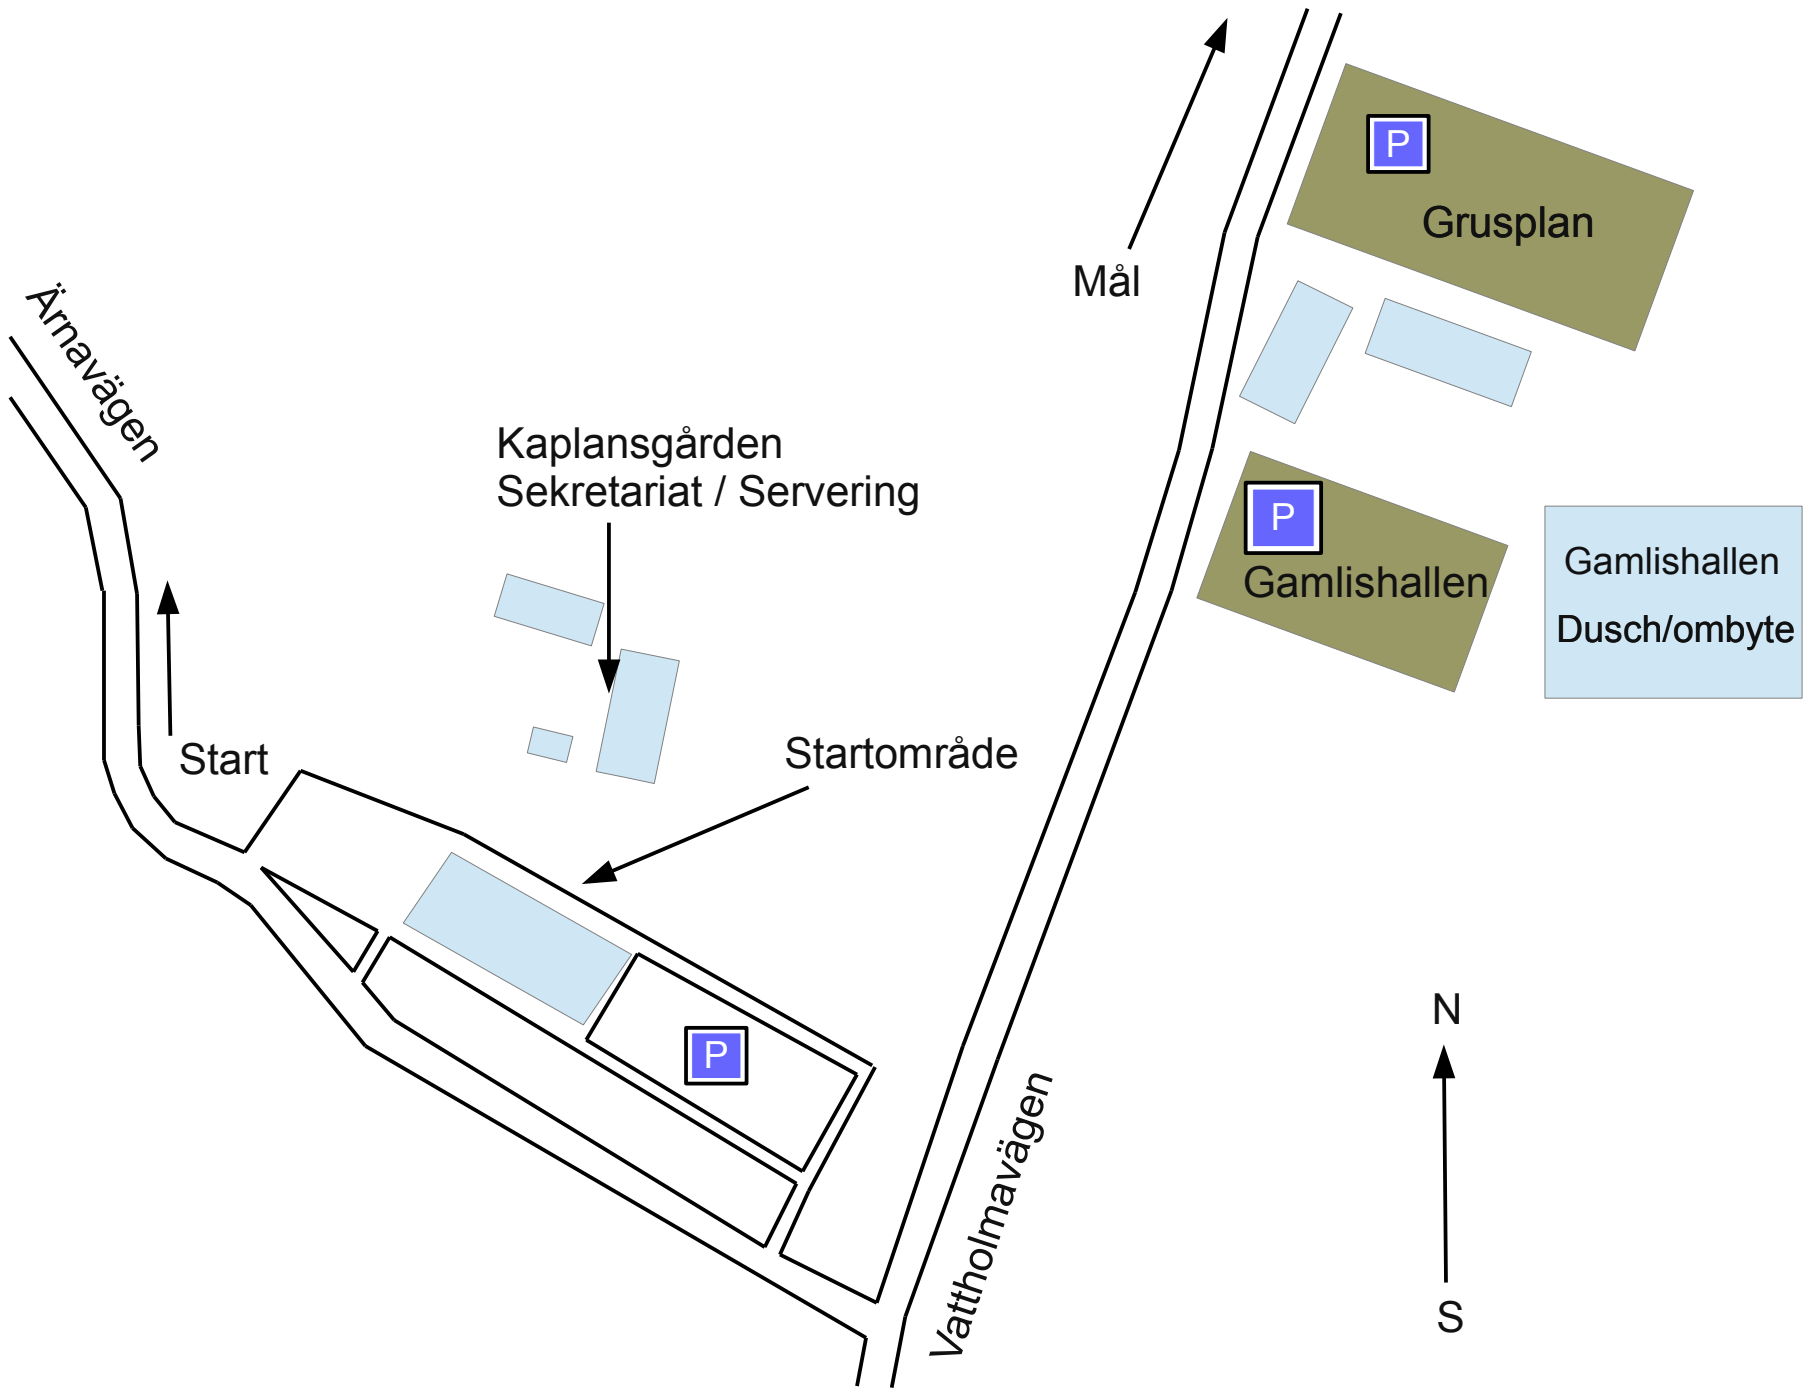 P
Grusplan
Mål
Ärnavägen
Kaplansgården
Sekretariat / Servering
P
Gamlishallen
Gamlishallen
Dusch/ombyte
Start
Startområde
P
Vattholmavägen
N
S